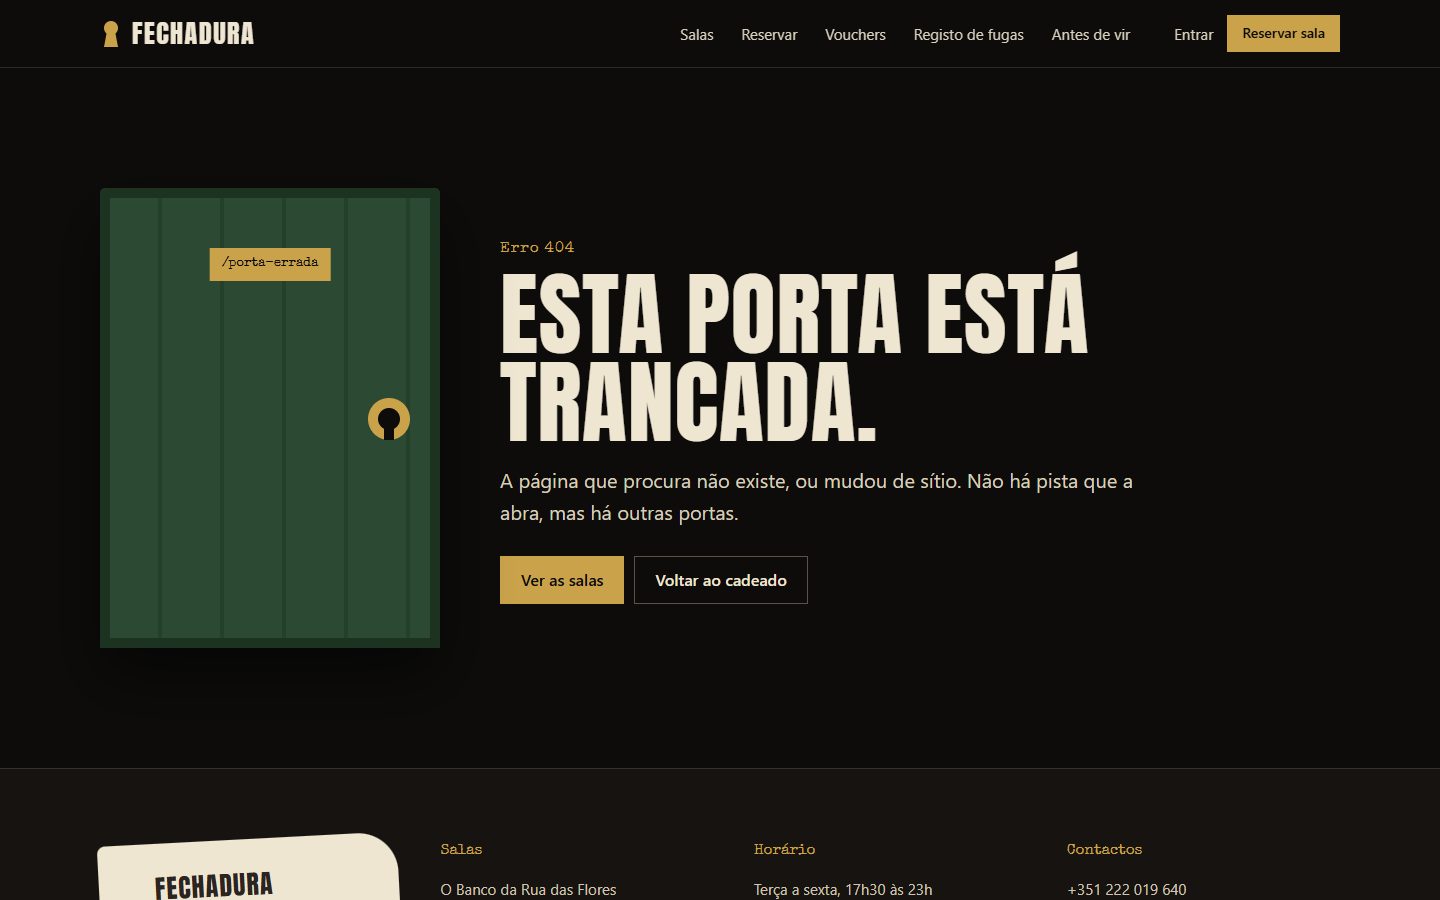 FECHADURA
Salas
Reservar
Vouchers
Registo de fugas
Antes de vir
Entrar
Reservar sala
/porta-errada
Erro 404
ESTA PORTA ESTÁ
TRANCADA.
A página que procura não existe, ou mudou de sítio. Não há pista que a
abra, mas há outras portas.
Ver as salas
Voltar ao cadeado
FECHADURA
Salas
O Banco da Rua das Flores
Horário
Terça a sexta, 17h30 às 23h
Contactos
+351 222 019 640